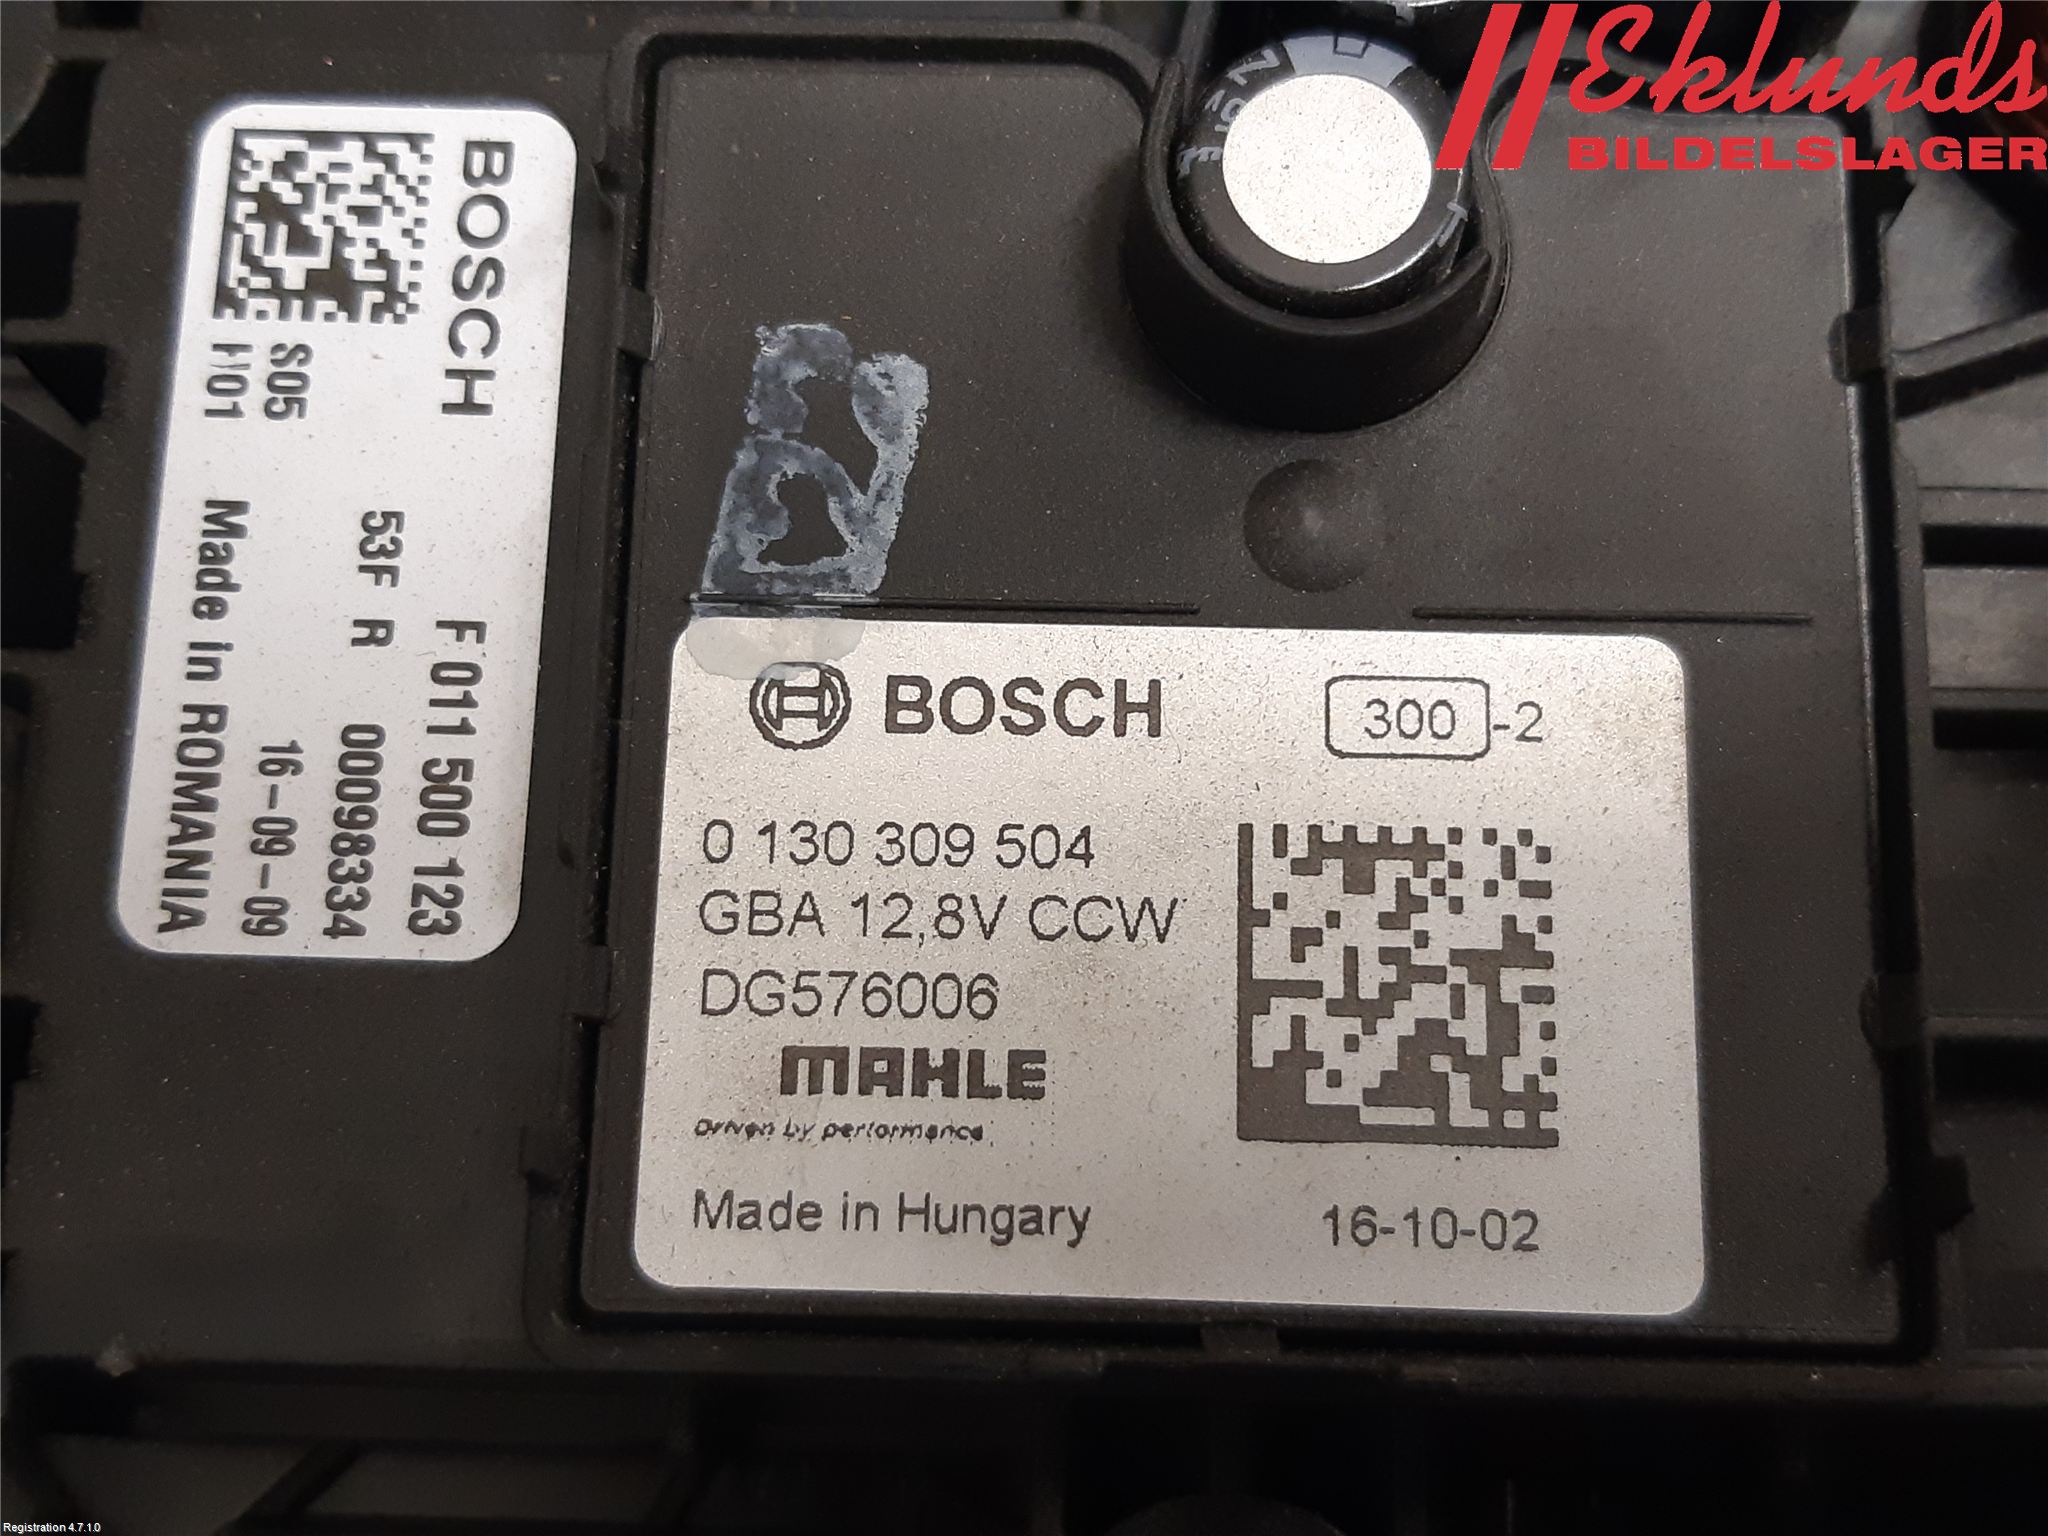 Eklunds
BILDELSLAGER
BOSCH
F 011 500 123
53F R 00098334
S05 16-09-09
H01 Made in ROMANIA
BOSCH 300 -2
0 130 309 504
GBA 12,8V CCW
DG576006
MAHLE
Driven by performance
Made in Hungary 16-10-02
Registration 4.7.1.0